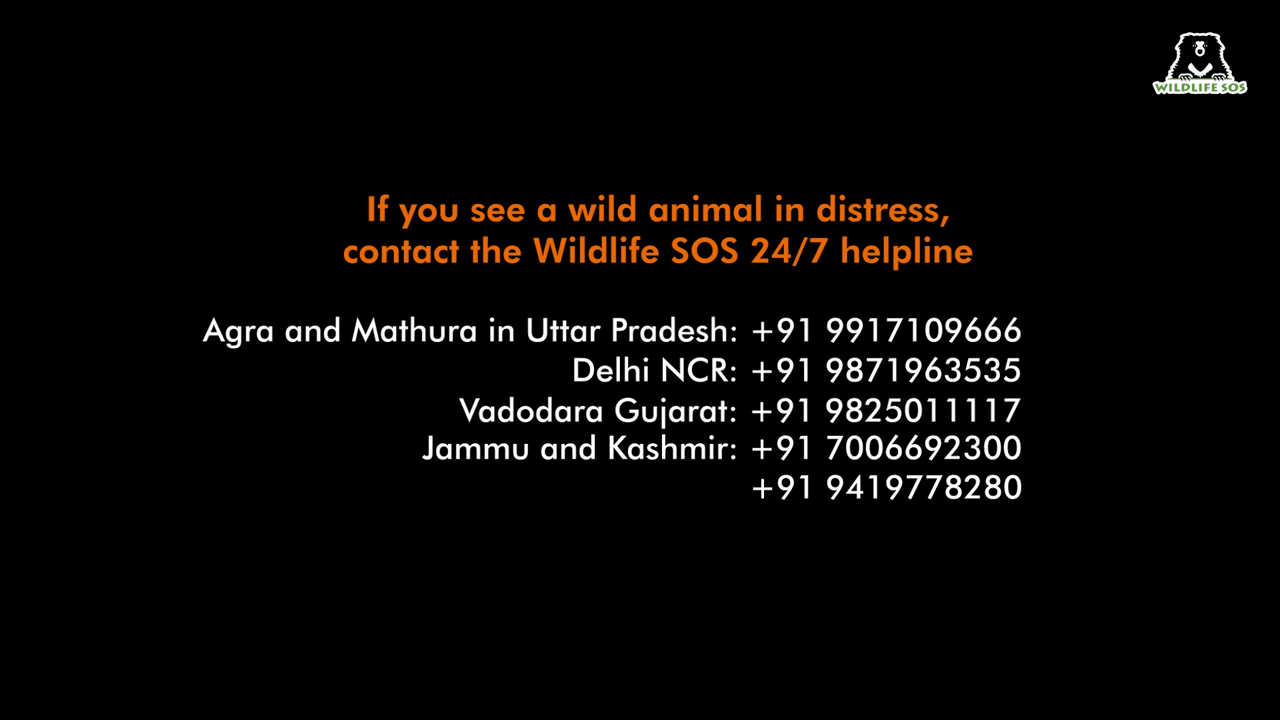 WILDLIFE SOS
If you see a wild animal in distress,
contact the Wildlife SOS 24/7 helpline
Agra and Mathura in Uttar Pradesh: +91 9917109666
Delhi NCR: +91 9871963535
Vadodara Gujarat: +91 9825011117
Jammu and Kashmir: +91 7006692300
+91 9419778280